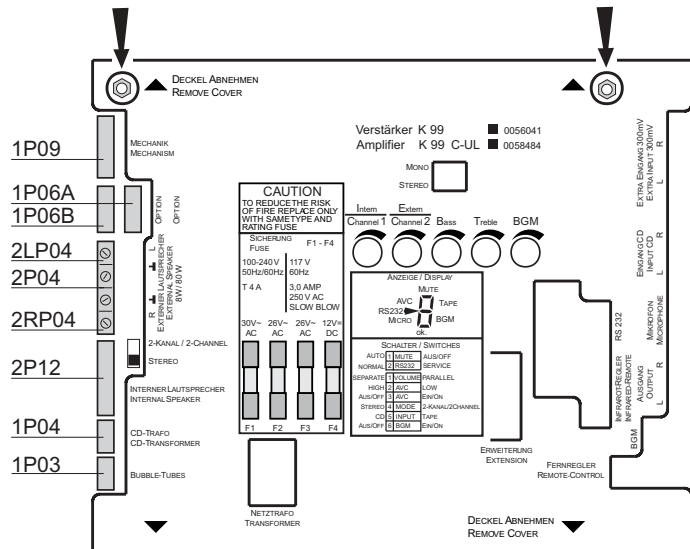 DECKEL ABNEHMEN
REMOVE COVER
DECKEL ABNEHMEN
REMOVE COVER
1P09
MECHANIK
MECHANISM
1P06A
1P06B
OPTION
OPTION
2LP04
2P04
2RP04
L
R
EXTERNER LAUTSPRECHER
EXTERNAL SPEAKER
8W/80W
2-KANAL / 2-CHANNEL
STEREO
2P12
INTERNER LAUTSPRECHER
INTERNAL SPEAKER
1P04
CD-TRAFO
CD-TRANSFORMER
1P03
BUBBLE-TUBES
Verstärker K 99 0056041
Amplifier K 99 C-UL 0058484
MONO
STEREO
CAUTION
TO REDUCE THE RISK
OF FIRE REPLACE ONLY
WITH SAMETYPE AND
RATING FUSE
SICHERUNG
FUSE
F1 - F4
100-240 V 117 V
50Hz/60Hz 60Hz
T 4 A 3,0 AMP
250 V AC
SLOW BLOW
30V~ 26V~ 26V~ 12V=
AC AC AC DC
F1 F2 F3 F4
NETZTRAFO
TRANSFORMER
Intern Extern
Channel 1 Channel 2 Bass Treble BGM
ANZEIGE / DISPLAY
MUTE
AVC TAPE
RS232
MICRO BGM
ok.
SCHALTER / SWITCHES
AUTO 1 MUTE AUS/OFF
NORMAL 2 RS232 SERVICE
SEPARATE 1 VOLUME PARALLEL
HIGH 2 AVC LOW
AUS/OFF 3 AVC EIN/ON
STEREO 4 MODE 2-KANAL/2CHANNEL
CD 5 INPUT TAPE
AUS/OFF 6 BGM EIN/ON
ERWEITERUNG
EXTENSION
FERNREGLER
REMOTE-CONTROL
EXTRA EINGANG 300mV
EXTRA INPUT 300mV
L R
EINGANG CD
INPUT CD
L R
RS 232
MIKROFON
MICROPHONE
INFRAROT-REGLER
INFRARED-REMOTE
AUSGANG
OUTPUT
L R
BGM
DECKEL ABNEHMEN
REMOVE COVER